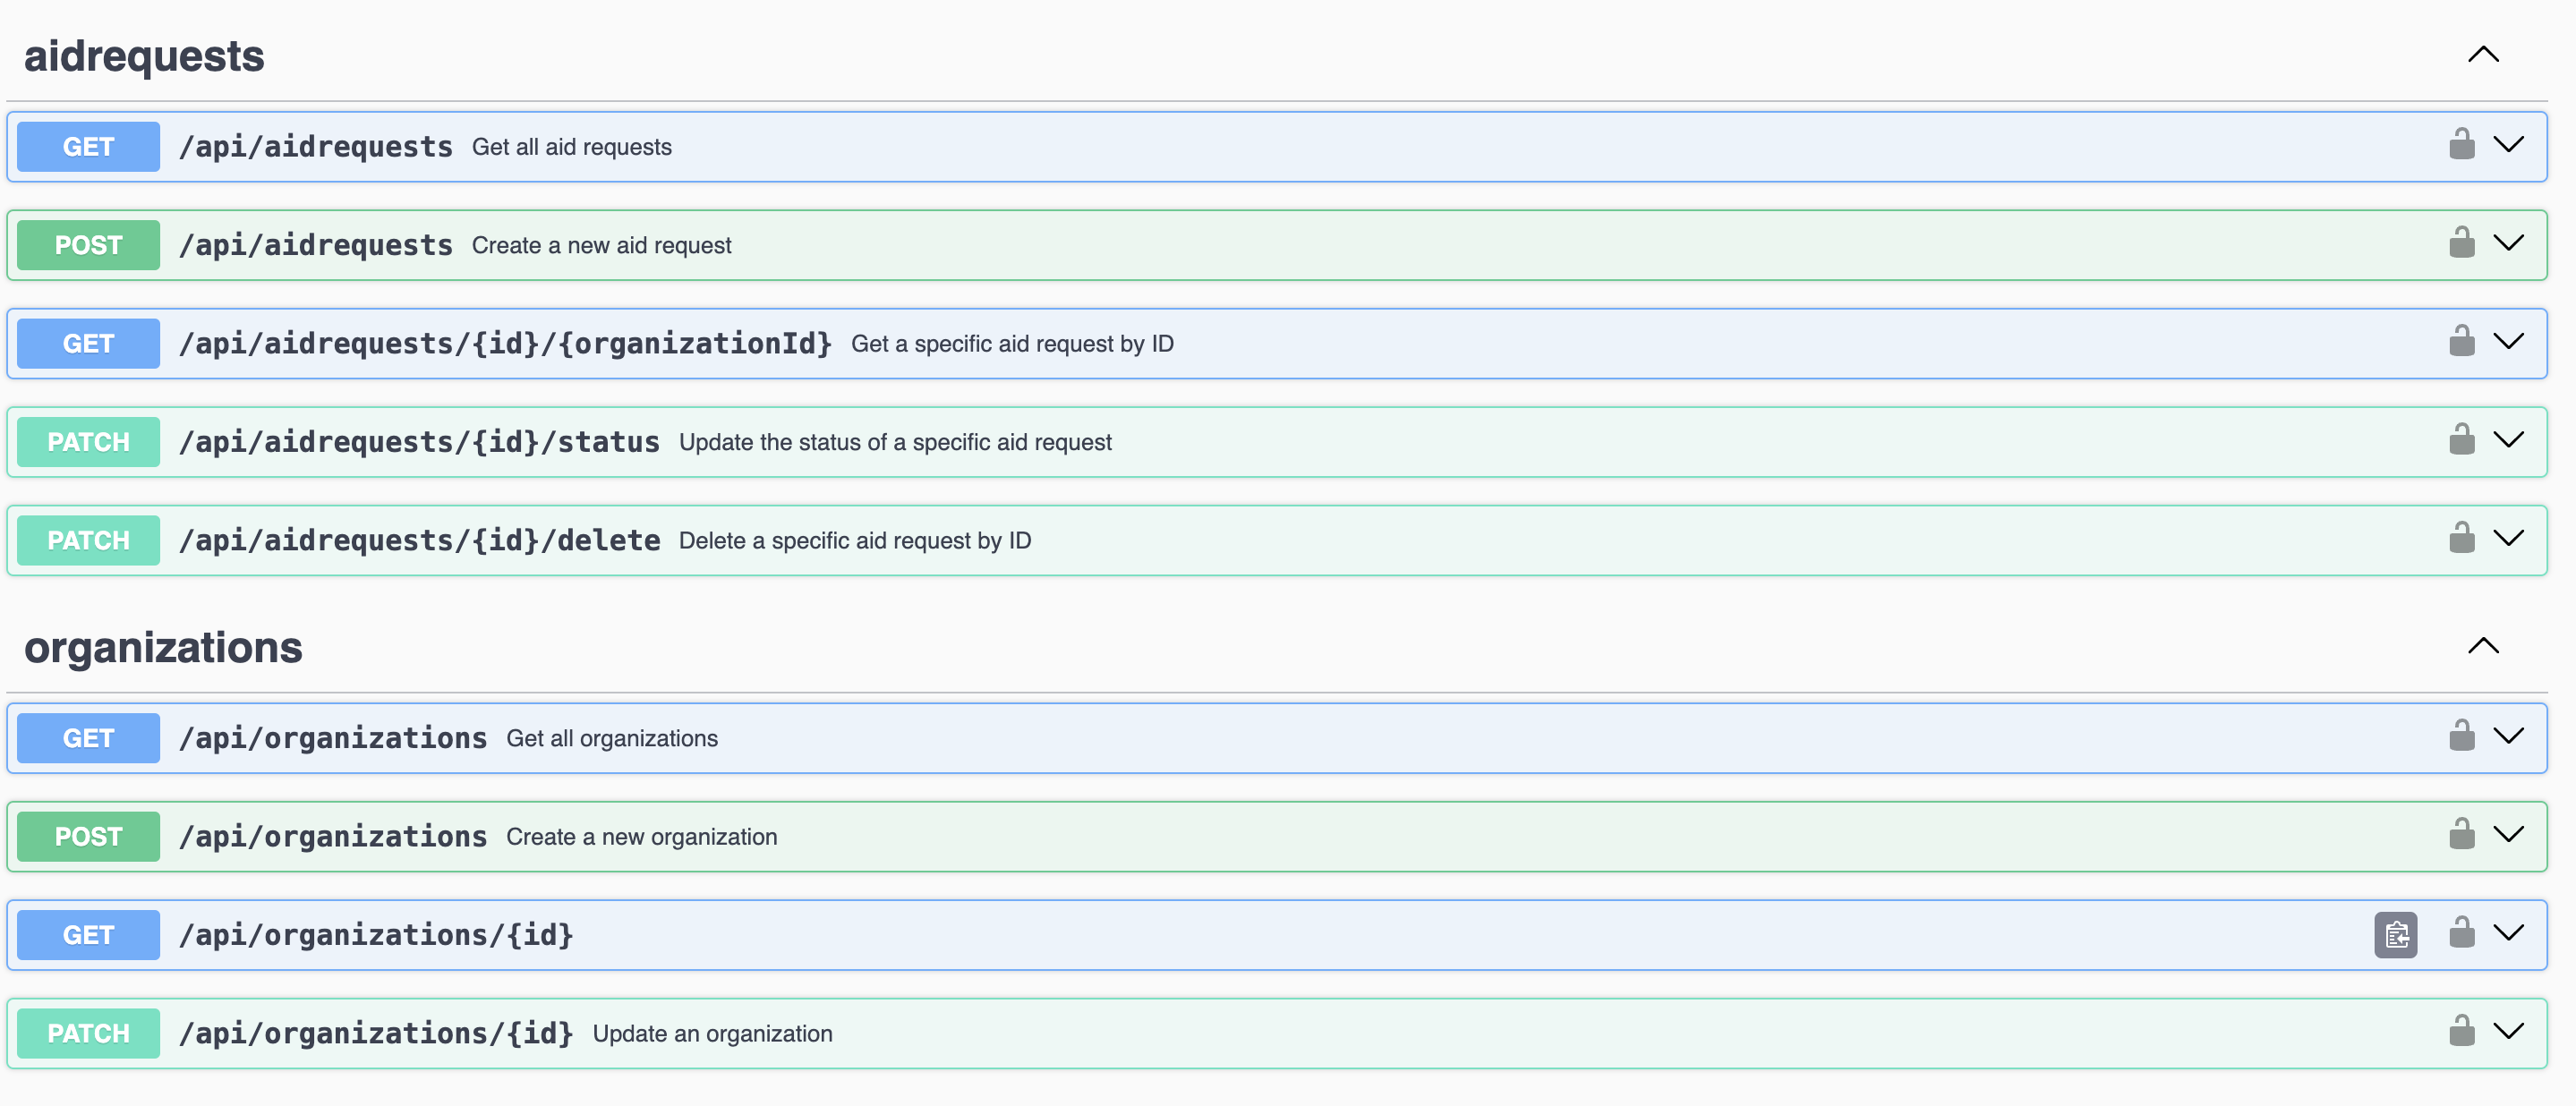 aidrequests
GET /api/aidrequests Get all aid requests
POST /api/aidrequests Create a new aid request
GET /api/aidrequests/{id}/{organizationId} Get a specific aid request by ID
PATCH /api/aidrequests/{id}/status Update the status of a specific aid request
PATCH /api/aidrequests/{id}/delete Delete a specific aid request by ID
organizations
GET /api/organizations Get all organizations
POST /api/organizations Create a new organization
GET /api/organizations/{id}
PATCH /api/organizations/{id} Update an organization